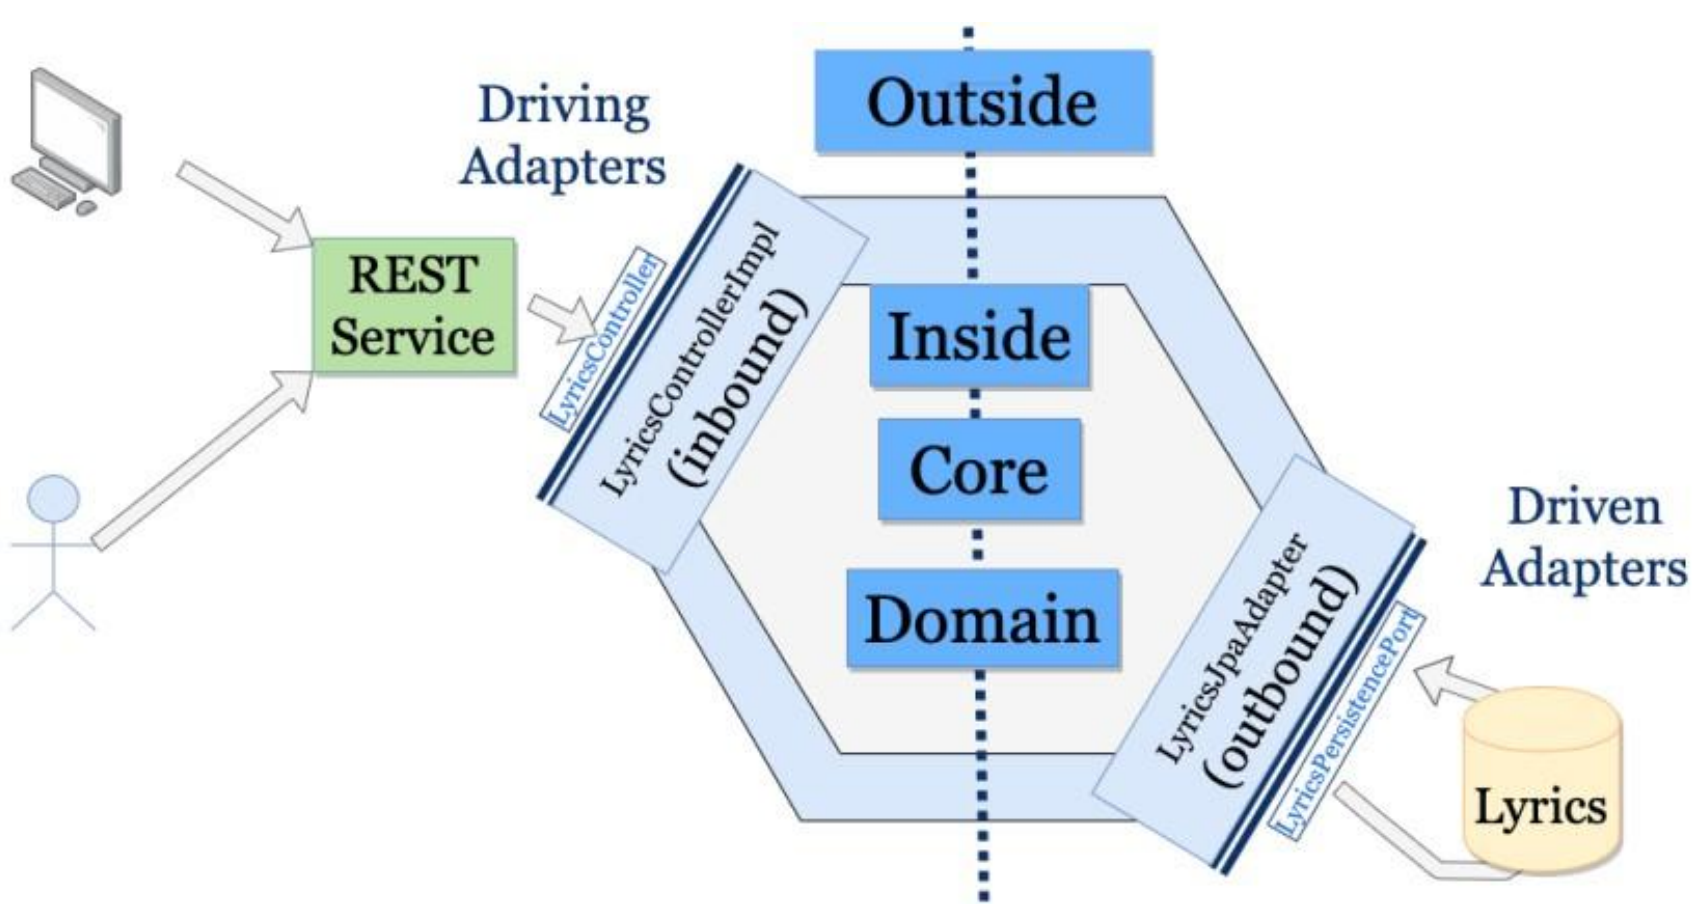 Outside
Driving
Adapters
REST
Service
LyricsController
LyricsControllerImpl
(inbound)
Inside
Core
Domain
LyricsJpaAdapter
(outbound)
LyricsPersistencePort
Driven
Adapters
Lyrics